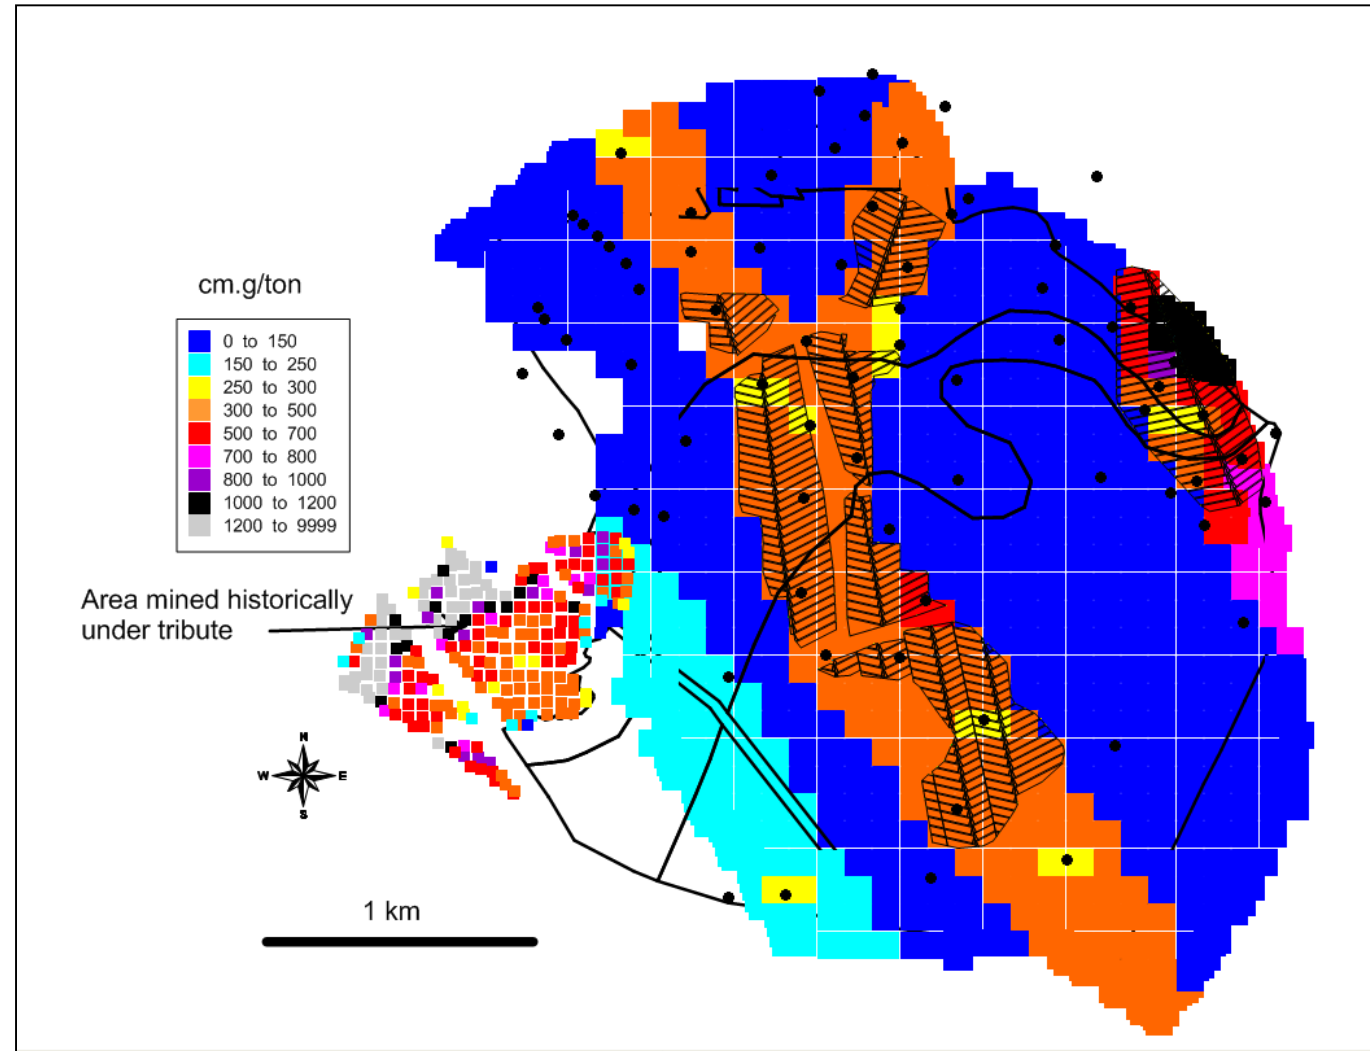 cm.g/ton
0 to 150
150 to 250
250 to 300
300 to 500
500 to 700
700 to 800
800 to 1000
1000 to 1200
1200 to 9999
Area mined historically
under tribute
N
W E
S
1 km